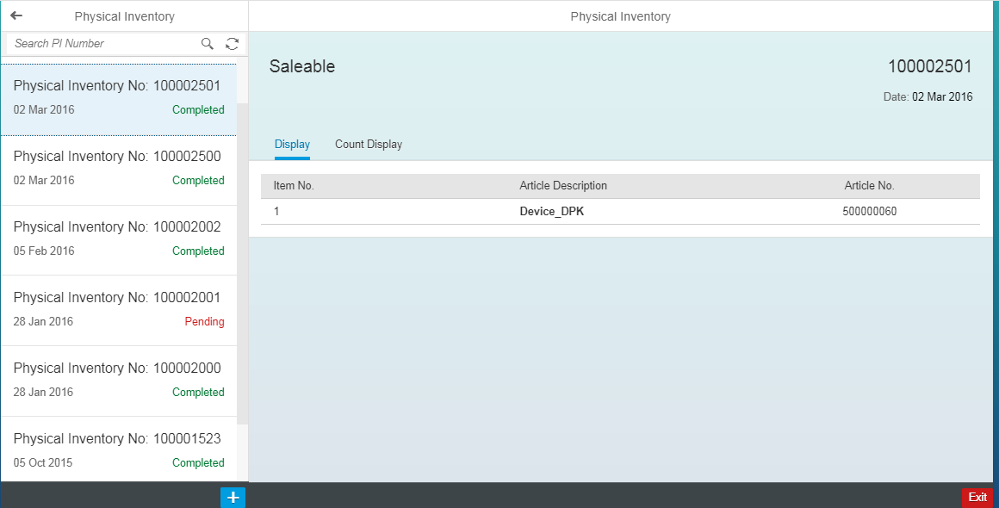 Physical Inventory
Search PI Number
Physical Inventory No: 100002501
02 Mar 2016 Completed
Physical Inventory No: 100002500
02 Mar 2016 Completed
Physical Inventory No: 100002002
05 Feb 2016 Completed
Physical Inventory No: 100002001
28 Jan 2016 Pending
Physical Inventory No: 100002000
28 Jan 2016 Completed
Physical Inventory No: 100001523
05 Oct 2015 Completed
Physical Inventory
Saleable 100002501
Date: 02 Mar 2016
Display Count Display
Item No. Article Description Article No.
1 Device_DPK 500000060
Exit